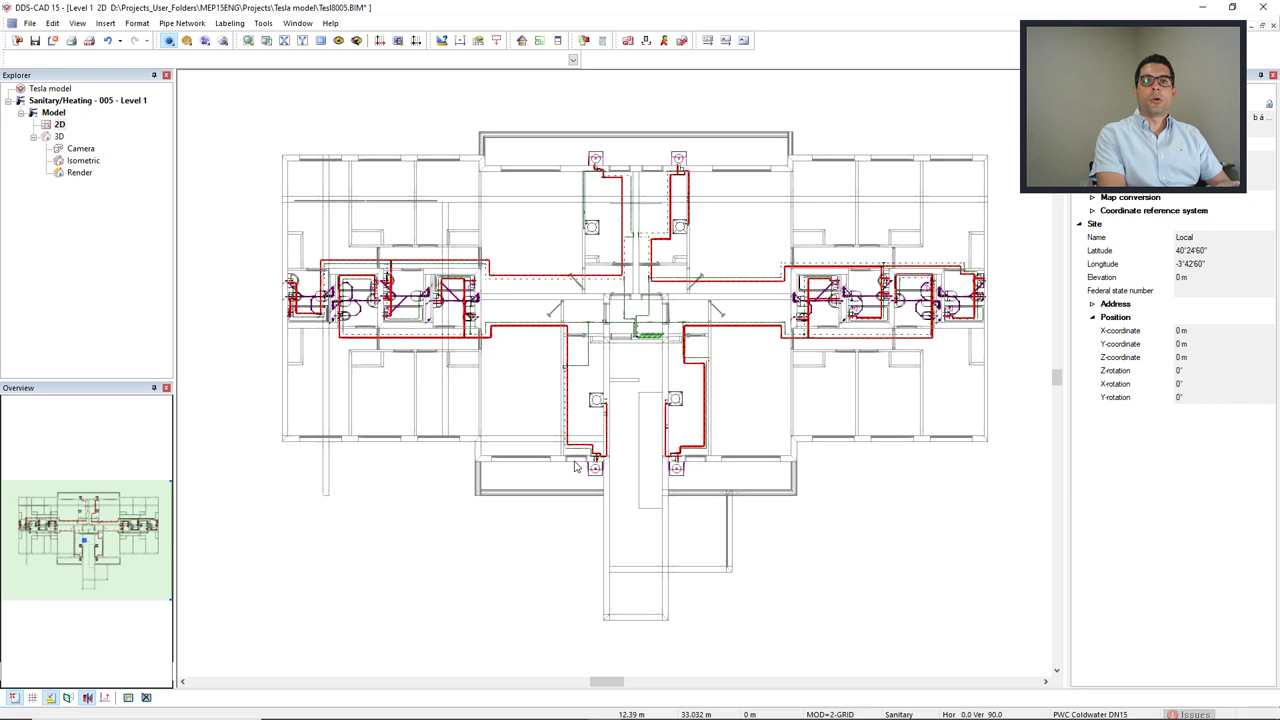 DDS-CAD 15 - [Level 1  2D  D:\Projects_User_Folders\MEP15ENG\Projects\Tesla model\Tesl8005.BIM* ]
File Edit View Insert Format Pipe Network Labeling Tools Window Help
Explorer
Tesla model
Sanitary/Heating - 005 - Level 1
Model
2D
3D
Camera
Isometric
Render
Overview
b á ...
Map conversion
Coordinate reference system
Site
Name Local
Latitude 40°24'60"
Longitude -3°42'60"
Elevation 0 m
Federal state number
Address
Position
X-coordinate 0 m
Y-coordinate 0 m
Z-coordinate 0 m
Z-rotation 0°
X-rotation 0°
Y-rotation 0°
12.39 m 33.032 m 0 m MOD=2-GRID Sanitary Hor 0.0 Ver 90.0 PWC Coldwater DN15 Issues